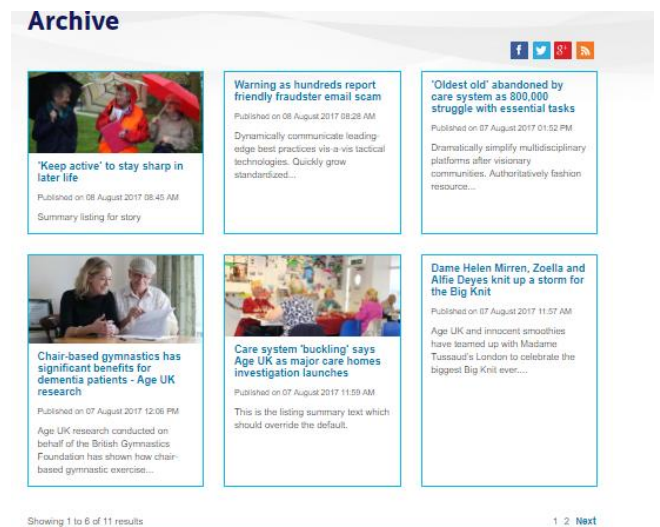 Archive
f
8+
'Keep active' to stay sharp in
later life
Published on 08 August 2017 08:45 AM
Summary listing for story
Warning as hundreds report
friendly fraudster email scam
Published on 08 August 2017 08:28 AM
Dynamically communicate leading-
edge best practices vis-a-vis tactical
technologies. Quickly grow
standardized...
'Oldest old' abandoned by
care system as 800,000
struggle with essential tasks
Published on 07 August 2017 01:52 PM
Dramatically simplify multidisciplinary
platforms after visionary
communities. Authoritatively fashion
resource...
Chair-based gymnastics has
significant benefits for
dementia patients - Age UK
research
Published on 07 August 2017 12:06 PM
Age UK research conducted on
behalf of the British Gymnastics
Foundation has shown how chair-
based gymnastic exercise...
Care system 'buckling' says
Age UK as major care homes
investigation launches
Published on 07 August 2017 11:59 AM
This is the listing summary text which
should override the default.
Dame Helen Mirren, Zoella and
Alfie Deyes knit up a storm for
the Big Knit
Published on 07 August 2017 11:57 AM
Age UK and innocent smoothies
have teamed up with Madame
Tussaud's London to celebrate the
biggest Big Knit ever....
Showing 1 to 6 of 11 results
1 2 Next